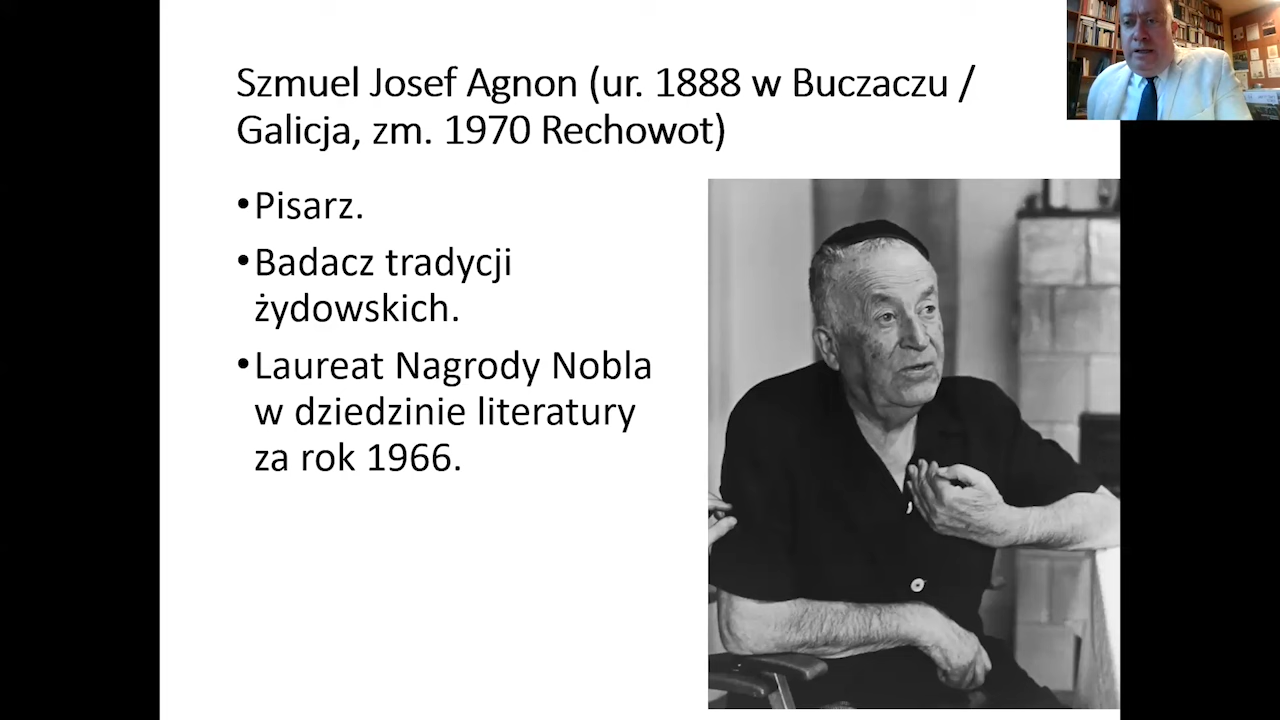 Szmuel Josef Agnon (ur. 1888 w Buczaczu /
Galicja, zm. 1970 Rechowot)
•Pisarz.
•Badacz tradycji
żydowskich.
•Laureat Nagrody Nobla
w dziedzinie literatury
za rok 1966.